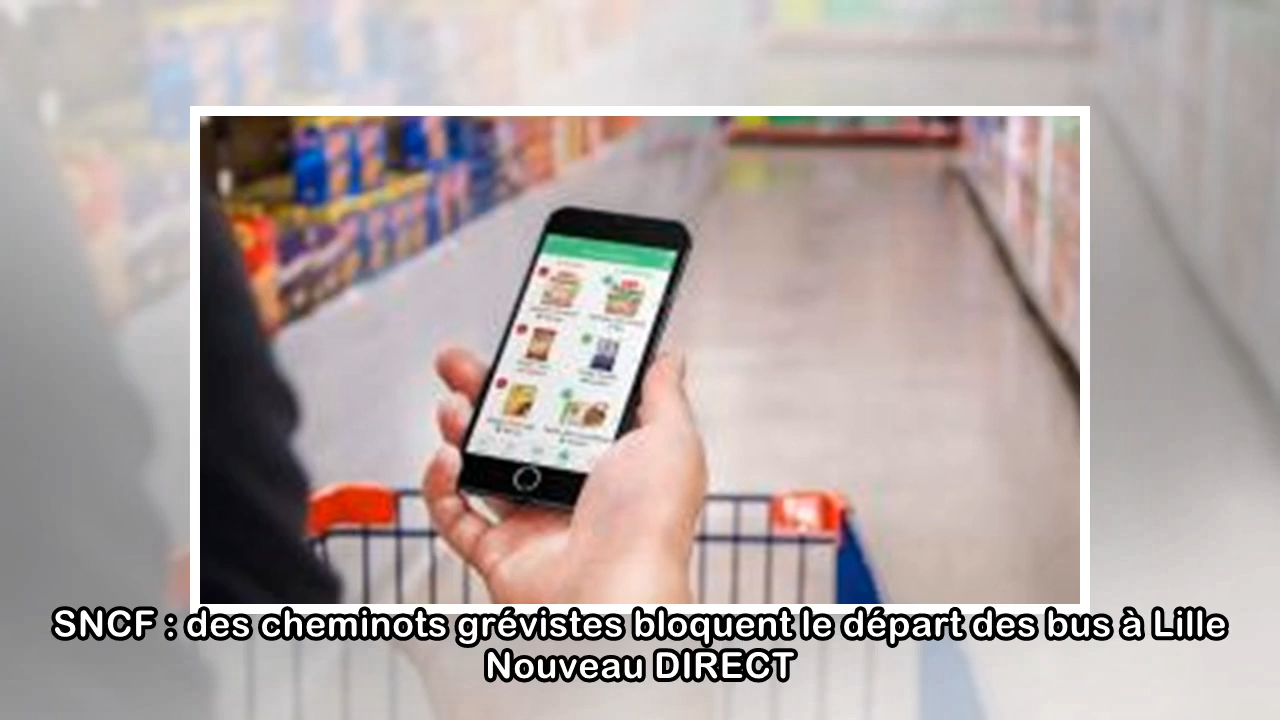 SNCF : des cheminots grévistes bloquent le départ des bus à Lille
Nouveau DIRECT